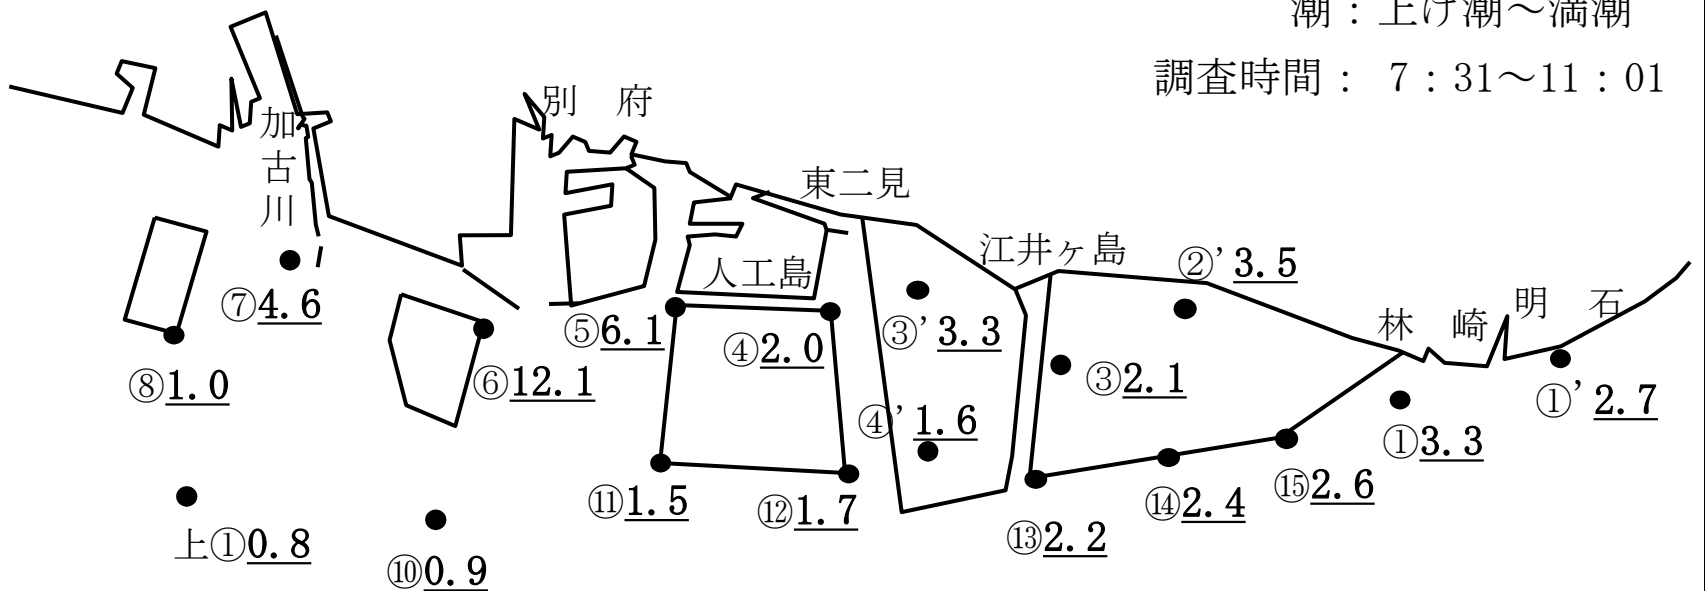 潮：上げ潮～満潮
調査時間： 7：31～11：01
別 府
加古川
東二見
江井ヶ島
②’3.5
人工島
⑦4.6
明 石
林 崎
⑤6.1
④2.0
③’3.3
⑧1.0
⑥12.1
③2.1
①’2.7
④’1.6
①3.3
⑪1.5
⑫1.7
⑭2.4
⑮2.6
上①0.8
⑬2.2
⑩0.9